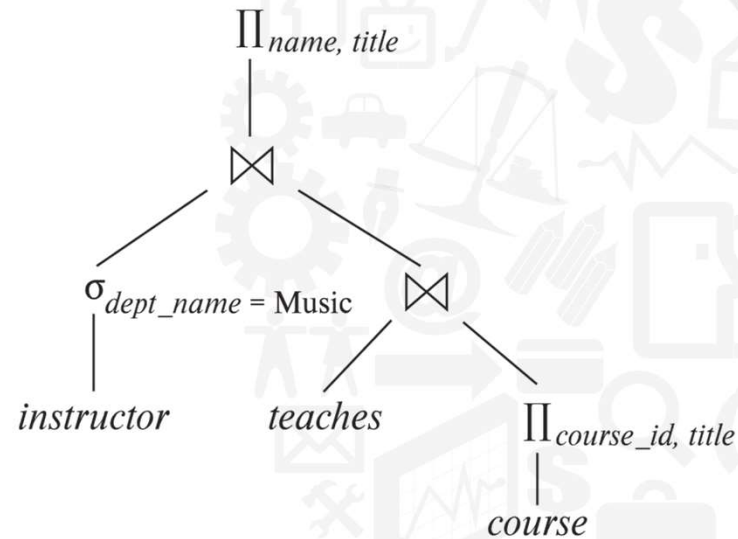 ∏ name, title
⋈
σ dept_name = Music
⋈
instructor
teaches
∏ course_id, title
course